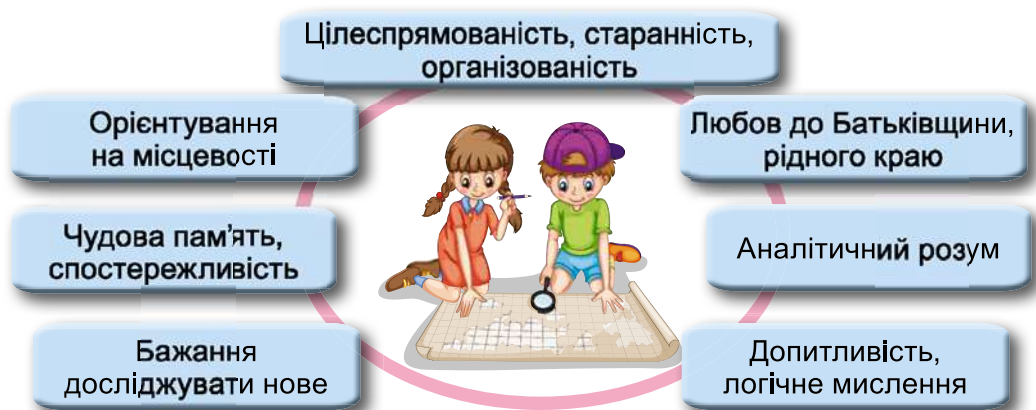 Цілеспрямованість, старанність,
організованість
Орієнтування
на місцевості
Любов до Батьківщини,
рідного краю
Чудова пам’ять,
спостережливість
Аналітичний розум
Бажання
досліджувати нове
Допитливість,
логічне мислення